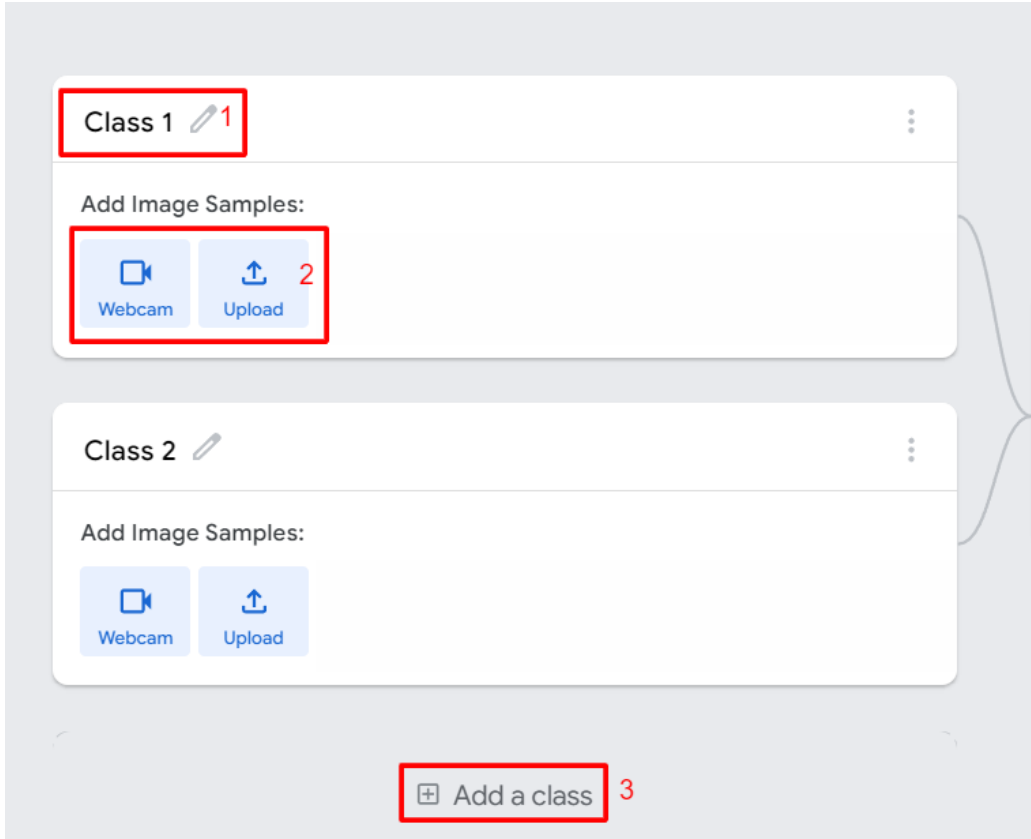 Class 1 1
Add Image Samples:
Webcam Upload 2
Class 2
Add Image Samples:
Webcam Upload
Add a class 3